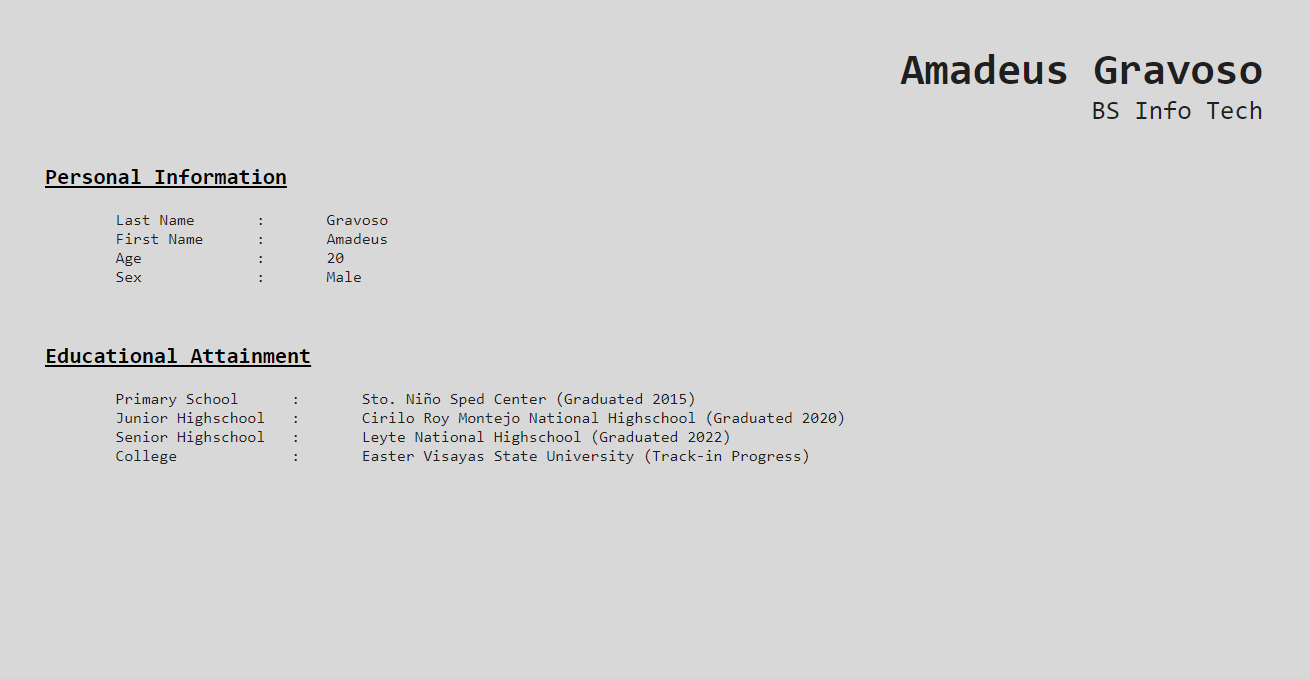 Amadeus Gravoso
BS Info Tech
Personal Information
Last Name : Gravoso
First Name : Amadeus
Age : 20
Sex : Male
Educational Attainment
Primary School : Sto. Niño Sped Center (Graduated 2015)
Junior Highschool : Cirilo Roy Montejo National Highschool (Graduated 2020)
Senior Highschool : Leyte National Highschool (Graduated 2022)
College : Easter Visayas State University (Track-in Progress)